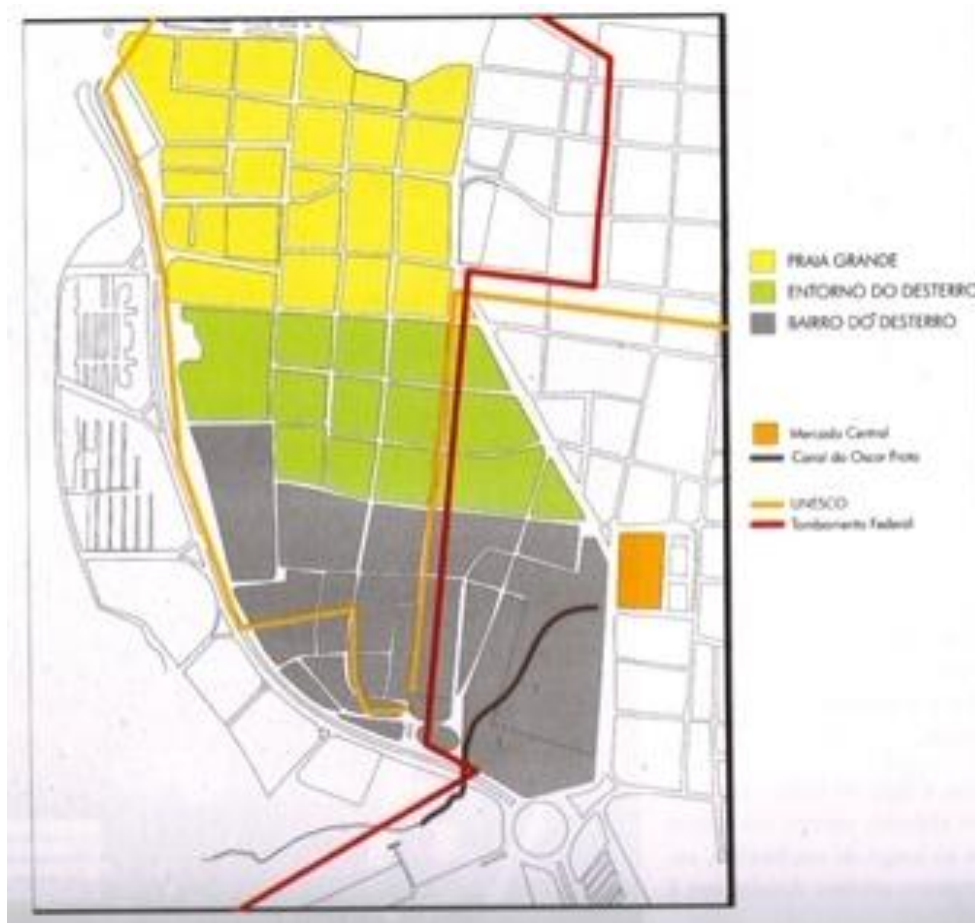 PRAIA GRANDE
ENTORNO DO DESTERRO
BAIRRO DO DESTERRO
Mercado Central
Canal do Oscar Frota
UNESCO
Tombamento Federal